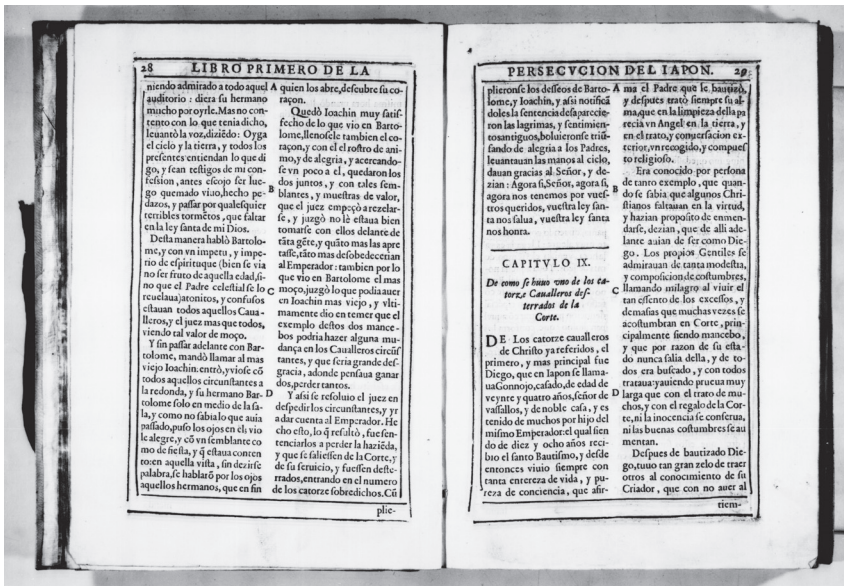 28 LIBRO PRIMERO DE LA
niendo admirado a todo aquel
auditorio : diera su hermano
mucho por oyrle. Mas no con-
tento con lo que tenia dicho,
leuantò la voz, diziẽdo: Oyga
el cielo y la tierra, y todos los
presentes entiendan lo que di
go, y sean testigos de mi con-
fession, antes escojo ser lue-
go quemado viuo, hecho pe-
dazos, y passar por qualesquier
terribles tormẽtos, que faltar
en la ley santa de mi Dios.
Desta manera hablò Bartolo-
me, y con vn impetu, y impe-
rio de espiritu que (bien se via
no ser fruto de aquella edad, si-
no que el Padre celestial se lo
reuelaua) atonitos, y confusos
estauan todos aquellos Caua-
lleros, y el juez mas que todos,
viendo tal valor de moço.
Y sin passar adelante con Bar-
tolome, mandò llamar al mas
viejo Ioachin. entrò, y viose cõ
todos aquellos circunstantes a
la redonda, y su hermano Bar-
tolome solo en medio de la sa-
la, y como no sabia lo que auia
passado, puso los ojos en el: vio
le alegre, y cõ vn semblante co
mo de fiesta, y q̃ estaua conten
to: en aquella vista, sin dezirse
palabra, se hablarõ por los ojos
aquellos hermanos, que en fin
A
B
C
D
quien los abre, descubre su co-
raçon.
Quedò Ioachin muy satis-
fecho de lo que vio en Barto-
lome, llenosele tambien el co-
raçon, y con el el rostro de ani-
mo, y de alegria, y acercando-
se vn poco a el, quedaron los
dos juntos, y con tales sem-
blantes, y muestras de valor,
que el juez empeçò a rezelar-
se, y juzgò no lè estaua bien
tomarse con ellos delante de
tãta gẽte, y quãto mas las apre
tasse, tãto mas desobedecerian
al Emperador: tambien por lo
que vio en Bartolome el mas
moço, juzgò lo que podia auer
en Ioachin mas viejo, y vlti-
mamente dio en temer que el
exemplo destos dos mance-
bos podria hazer alguna mu-
dança en los Caualleros circũs
tantes, y que seria grande des-
gracia, adonde pensaua ganar
dos, perder tantos.
Y assi se resoluio el juez en
despedir los circunstantes, y yr
a dar cuenta al Emperador. He
cho esto, lo q̃ resultò, fue sen-
tenciarlos a perder la haziẽda,
y que se saliessen de la Corte, y
de su seruicio, y fuessen deste-
rrados, entrando en el numero
de los catorze sobredichos. Cũ
plie-
PERSECVCION DEL IAPON. 29
plieronse los desseos de Barto-
lome, y Ioachin, y assi notificã
doles la sentencia desaparecie-
ron las lagrimas, y sentimien-
tos antiguos, boluieronse triũ-
fando de alegria a los Padres,
leuantauan las manos al cielo,
dauan gracias al Señor, y de-
zian : Agora si, Señor, agora si,
agora nos tenemos por vues-
tros queridos, vuestra ley san-
ta nos salua, vuestra ley santa
nos honra.
CAPITVLO IX.
De como se huuo vno de los ca-
torze Caualleros des-
terrados de la
Corte.
DE Los catorze caualleros
de Christo ya referidos, el
primero, y mas principal fue
Diego, que en Iapon se llama-
ua Gonnojo, casado, de edad de
veynte y quatro años, señor de
vassallos, y de noble casa, y es
tenido de muchos por hijo del
mismo Emperador: el qual sien
do de diez y ocho años reci-
bio el santo Bautismo, y desde
entonces viuio siempre con
tanta entereza de vida, y pu-
reza de conciencia, que afir-
A
B
C
D
ma el Padre que le bautizò,
y despues tratò siempre su al-
ma, que en la limpieza della pa
recia vn Angel en la tierra, y
en el trato, y conuersacion ex-
terior, vn recogido, y compues
to religioso.
Era conocido por persona
de tanto exemplo, que quan-
do se sabia que algunos Chri-
stianos faltauan en la virtud,
y hazian proposito de enmen-
darse, dezian, que de alli ade-
lante auian de ser como Die-
go. Los propios Gentiles se
admirauan de tanta modestia,
y composicion de costumbres,
llamando milagro al viuir el
tan essento de los excessos, y
demasias que muchas vezes se
acostumbran en Corte, prin-
cipalmente siendo mancebo,
y que por razon de su esta-
do nunca salia della, y de to-
dos era buscado, y con todos
trataua: y auiendo prueua muy
larga que con el trato de mu-
chos, y con el regalo de la Cor-
te, ni la inocencia se conserua,
ni las buenas costumbres se au
mentan.
Despues de bautizado Die-
go, tuuo tan gran zelo de traer
otros al conocimiento de su
Criador, que con no auer al
tiem-